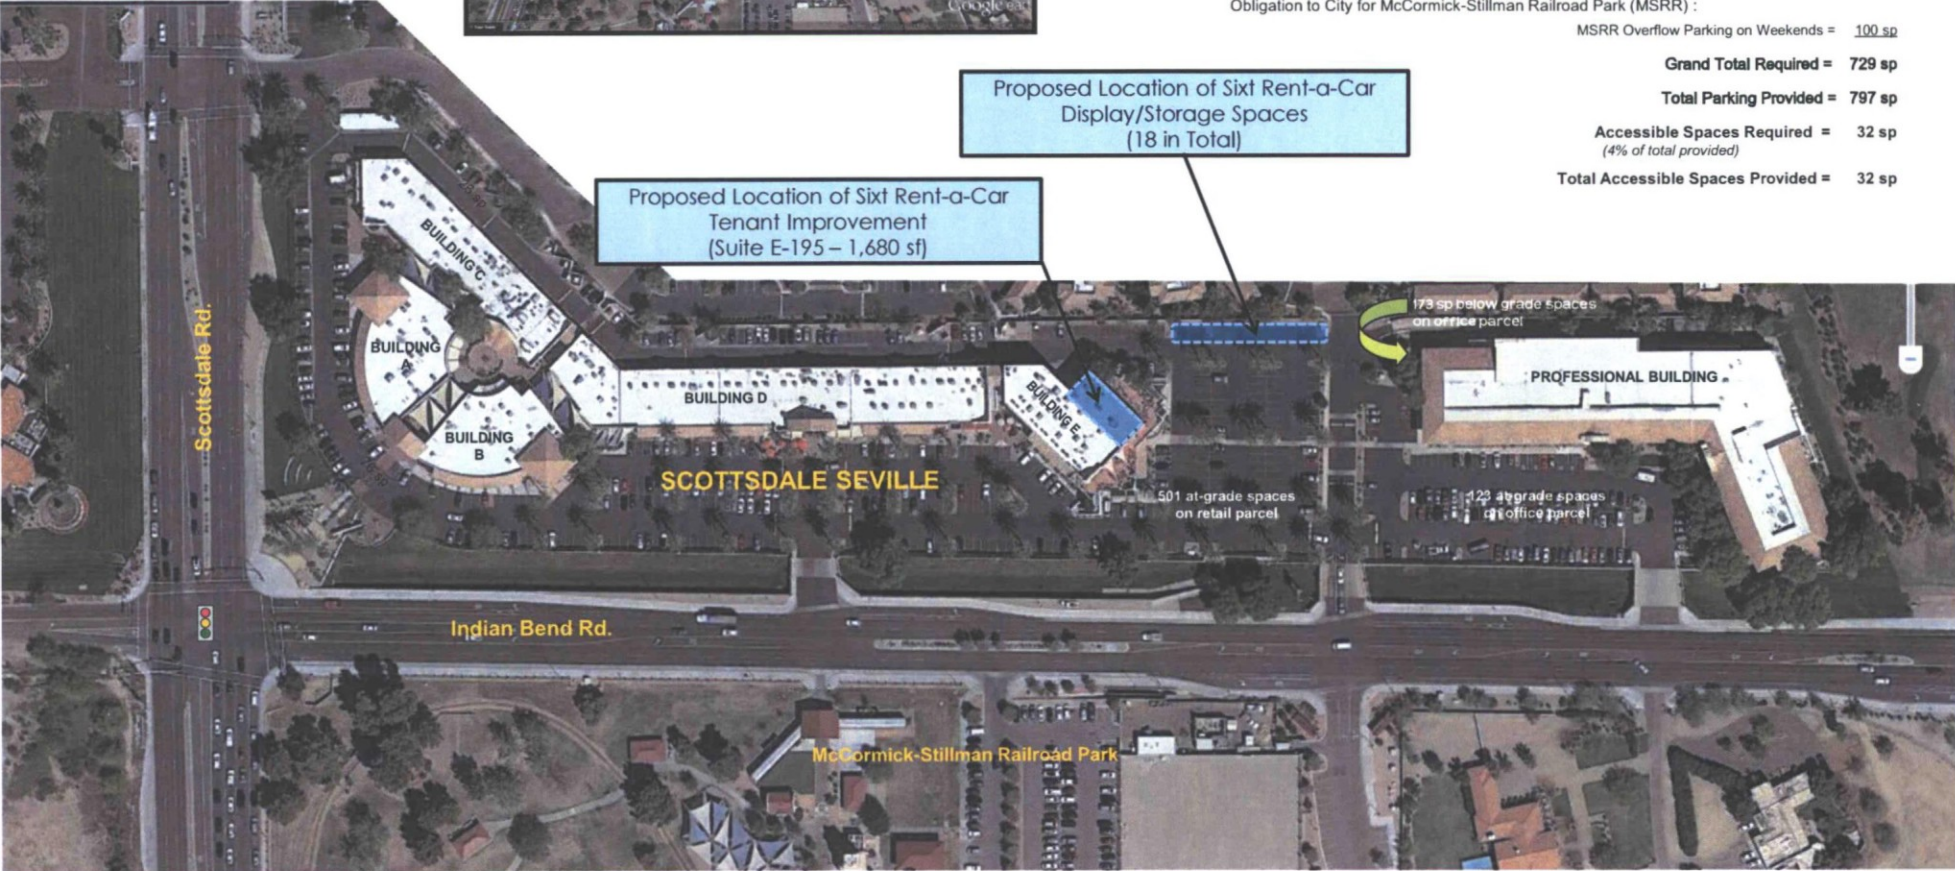 Google earth
Obligation to City for McCormick-Stillman Railroad Park (MSRR) :
MSRR Overflow Parking on Weekends = 100 sp
Grand Total Required = 729 sp
Total Parking Provided = 797 sp
Accessible Spaces Required = 32 sp
(4% of total provided)
Total Accessible Spaces Provided = 32 sp
Proposed Location of Sixt Rent-a-Car
Display/Storage Spaces
(18 in Total)
Proposed Location of Sixt Rent-a-Car
Tenant Improvement
(Suite E-195 – 1,680 sf)
Scottsdale Rd.
BUILDING C
BUILDING
A
BUILDING
B
BUILDING D
BUILDING E
173 sp below grade spaces
on office parcel
PROFESSIONAL BUILDING
SCOTTSDALE SEVILLE
501 at-grade spaces
on retail parcel
123 at-grade spaces
on office parcel
Indian Bend Rd.
McCormick-Stillman Railroad Park